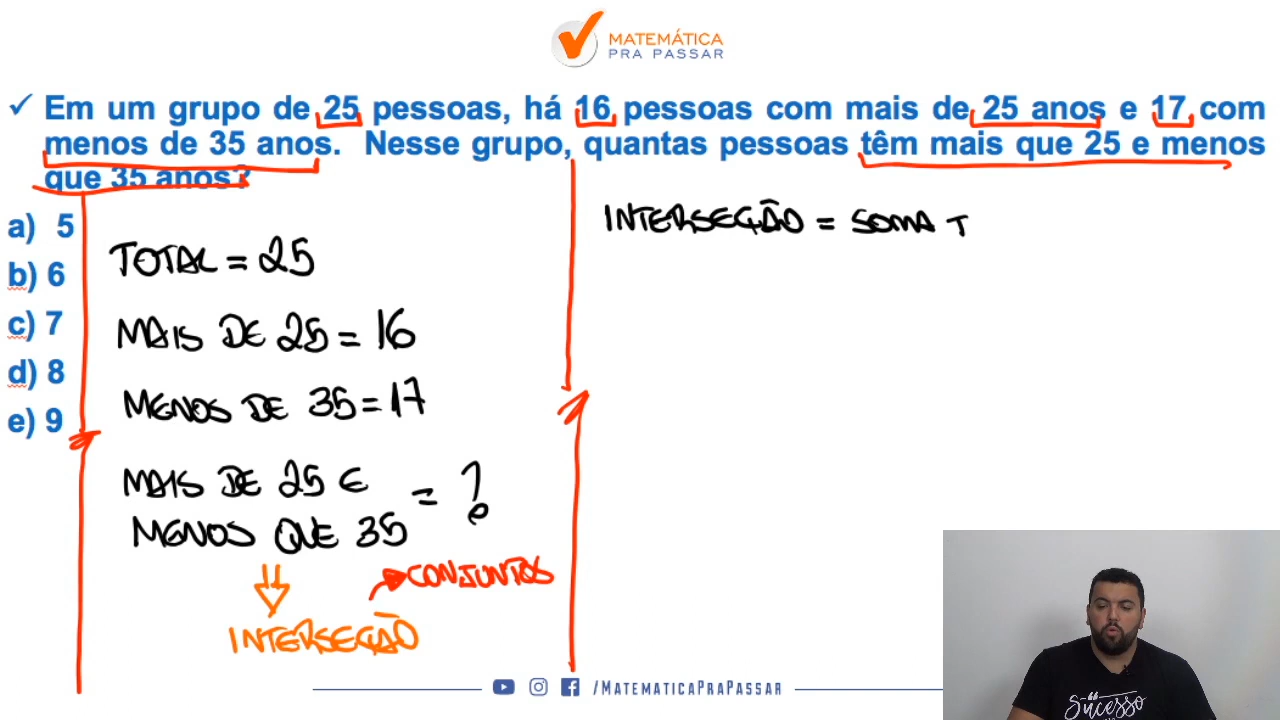 MATEMÁTICA
PRA PASSAR
✓ Em um grupo de 25 pessoas, há 16 pessoas com mais de 25 anos e 17 com
menos de 35 anos. Nesse grupo, quantas pessoas têm mais que 25 e menos
que 35 anos?
a) 5
b) 6
c) 7
d) 8
e) 9
TOTAL = 25
MAIS DE 25 = 16
MENOS DE 35 = 17
MAIS DE 25 E
MENOS QUE 35 = ?
CONJUNTOS
INTERSEÇÃO
INTERSEÇÃO = SOMA T
/MATEMATICAPRAPASSAR
Sucesso